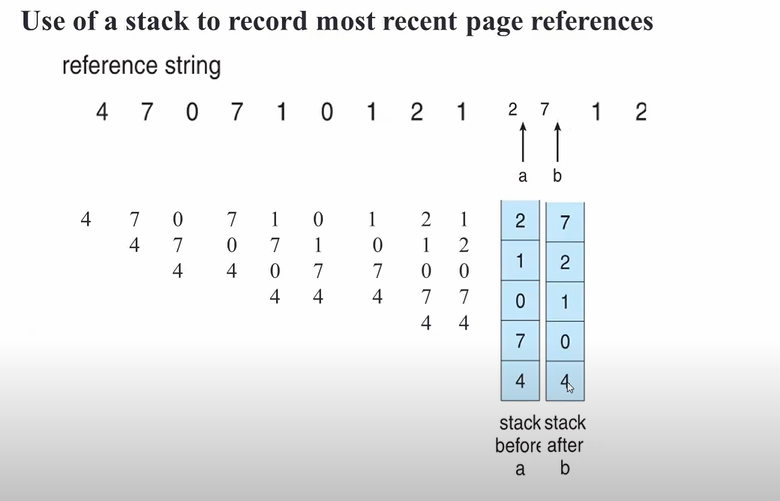 Use of a stack to record most recent page references
reference string
4 7 0 7 1 0 1 2 1 2 7 1 2
a b
4 7 0 7 1 0 1 2 1 2 7
4 7 0 7 1 0 1 2 1 2
4 4 0 7 7 0 0 0 1
4 4 4 7 7 7 0
4 4 4 4
stack stack
before after
a b